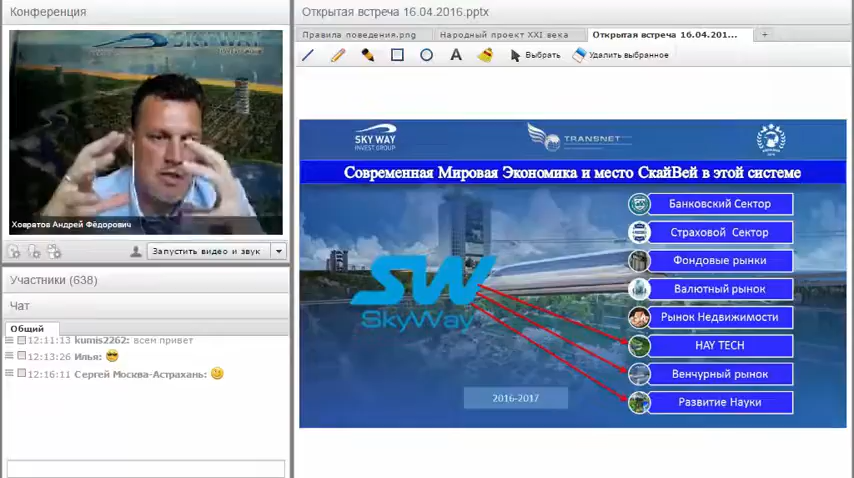 Конференция
SKYWAY
Ховратов Андрей Фёдорович
Запустить видео и звук
Участники (638)
Чат
Общий
12:11:13 kumis2262: всем привет
12:13:26 Илья:
12:16:11 Сергей Москва-Астрахань:
Открытая встреча 16.04.2016.pptx
Правила поведения.png
Народный проект XXI века
Открытая встреча 16.04.201...
+
A
Выбрать
Удалить выбранное
SKY WAY
INVEST GROUP
TRANSNET
Современная Мировая Экономика и место СкайВей в этой системе
Банковский Сектор
Страховой Сектор
Фондовые рынки
Валютный рынок
Рынок Недвижимости
HAY TECH
Венчурный рынок
Развитие Науки
SW
SkyWay
2016-2017